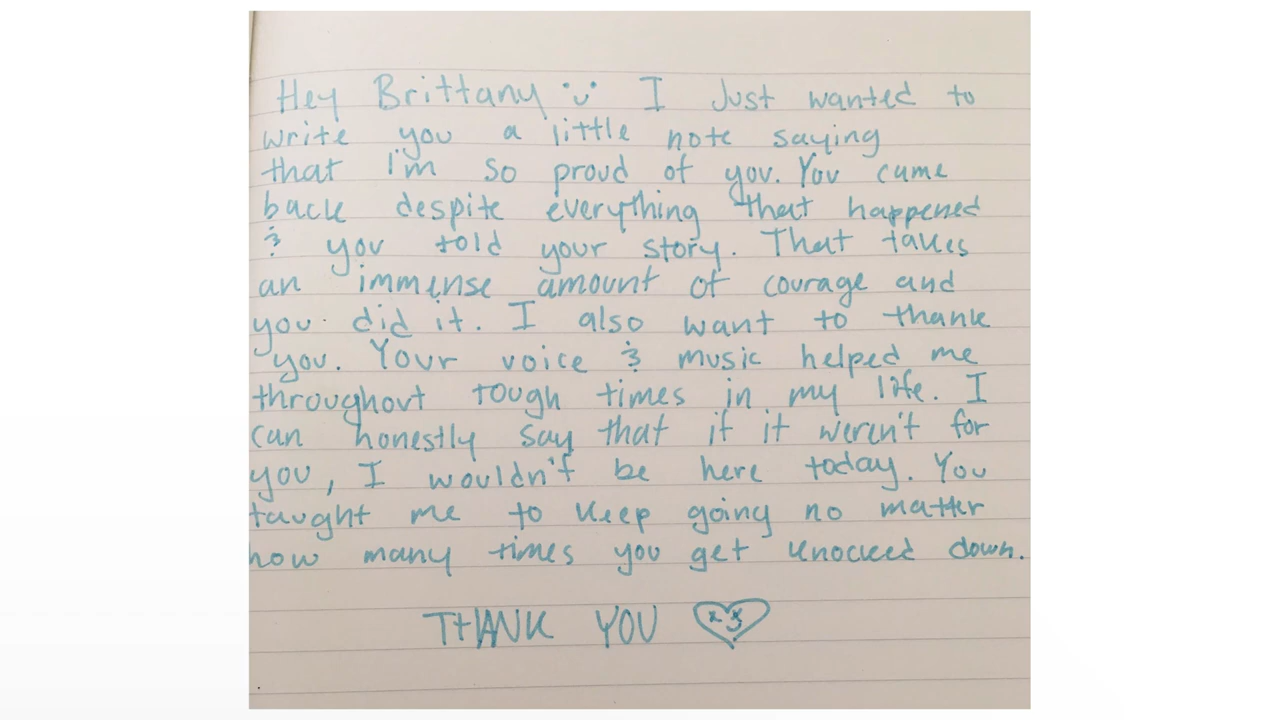 Hey Brittany I Just wanted to
write you a little note saying
that I'm so proud of you. You came
back despite everything that happened
& you told your story. That takes
an immense amount of courage and
you did it. I also want to thank
you. Your voice & music helped me
throughout tough times in my life. I
can honestly say that if it weren't for
you, I wouldn't be here today. You
taught me to keep going no matter
how many times you get knocked down.
THANK YOU